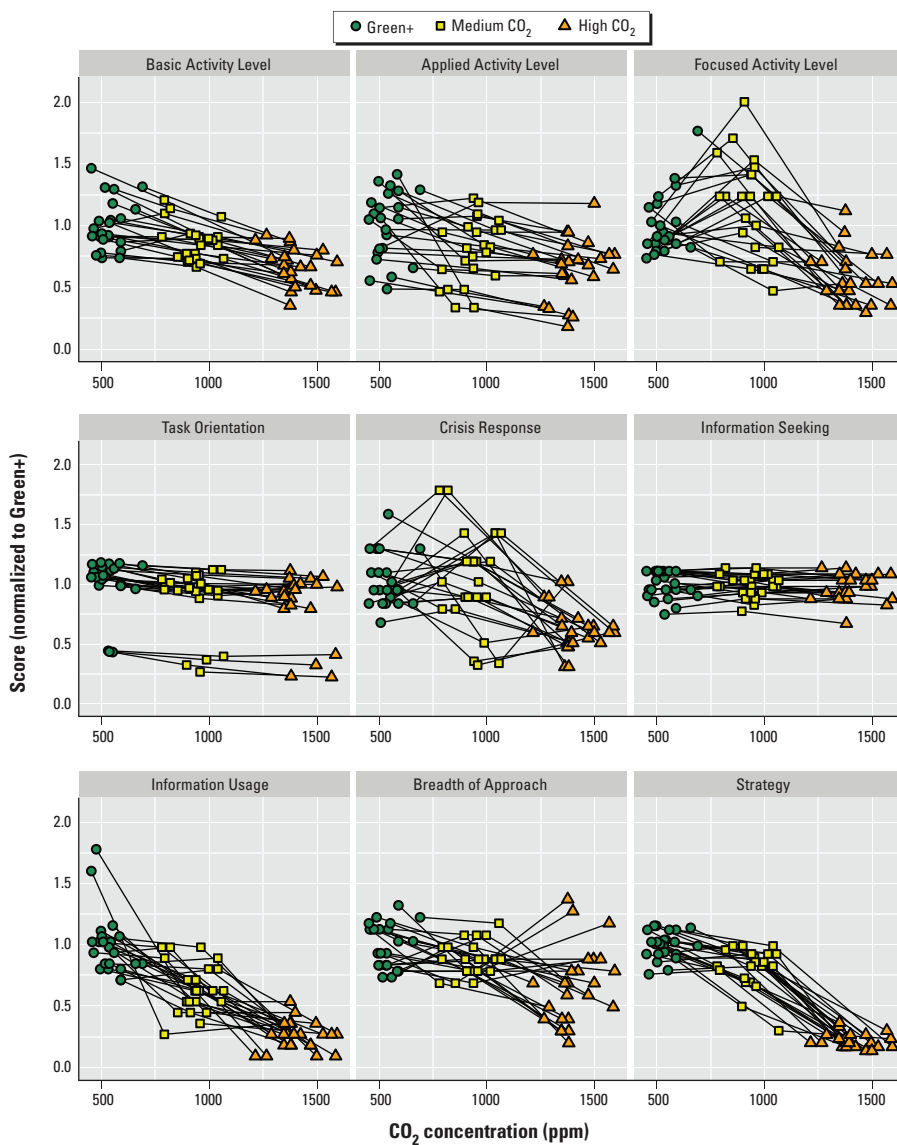 Green+ Medium CO₂ High CO₂
Basic Activity Level Applied Activity Level Focused Activity Level
2.0
1.5
1.0
0.5
0.0
500 1000 1500 500 1000 1500 500 1000 1500
Task Orientation Crisis Response Information Seeking
Score (normalized to Green+)
2.0
1.5
1.0
0.5
0.0
500 1000 1500 500 1000 1500 500 1000 1500
Information Usage Breadth of Approach Strategy
2.0
1.5
1.0
0.5
0.0
500 1000 1500 500 1000 1500 500 1000 1500
CO₂ concentration (ppm)